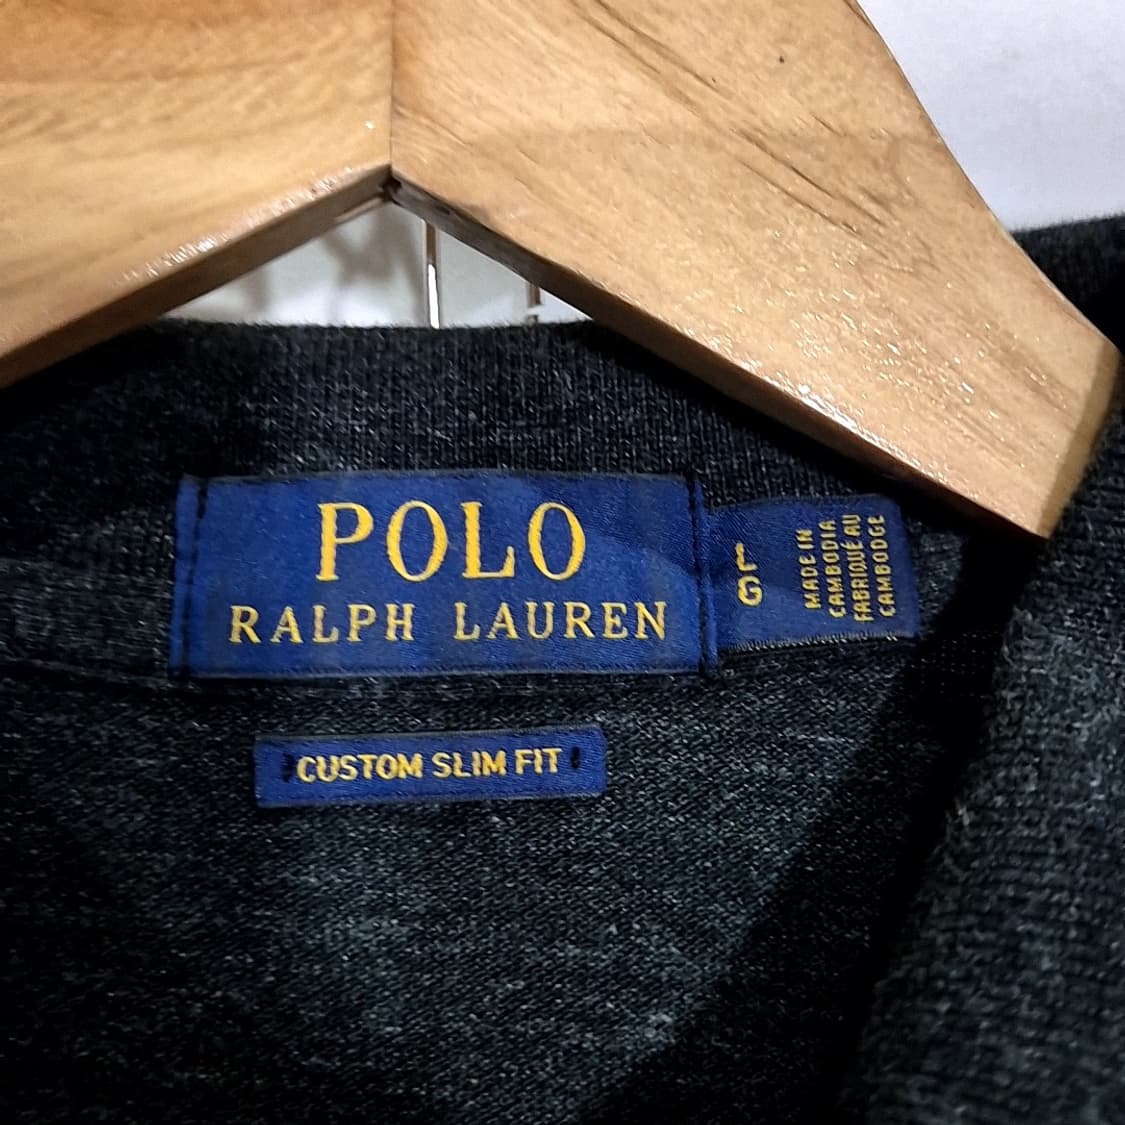 POLO
RALPH LAUREN
L
G
MADE IN
CAMBODIA
FABRIQUÉ AU
CAMBODGE
CUSTOM SLIM FIT